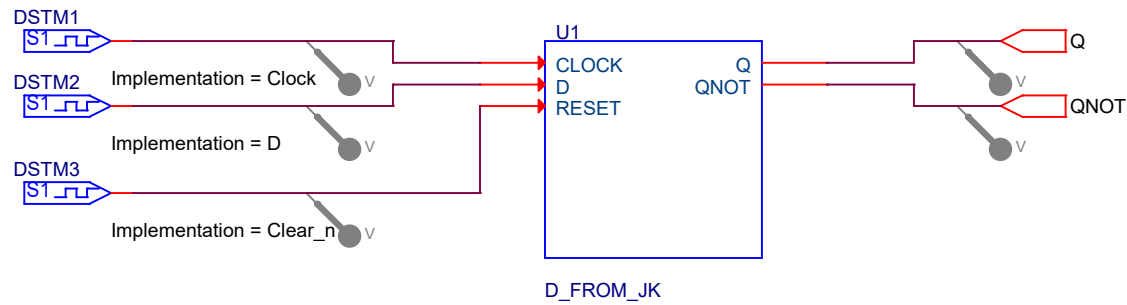 DSTM1
S1
Implementation = Clock
V
DSTM2
S1
Implementation = D
V
DSTM3
S1
Implementation = Clear_n
V
U1
CLOCK
D
RESET
Q
QNOT
D_FROM_JK
Q
V
QNOT
V